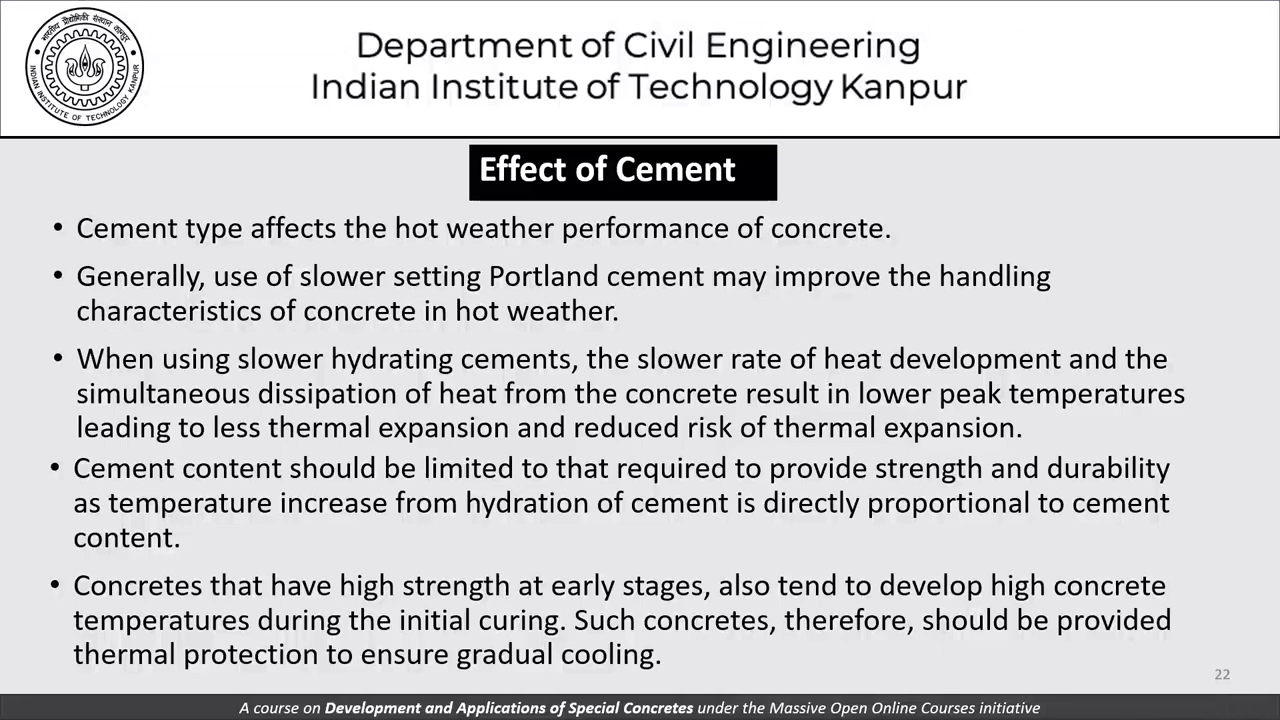 Department of Civil Engineering
Indian Institute of Technology Kanpur
भारतीय प्रौद्योगिकी संस्थान कानपुर
INDIAN INSTITUTE OF TECHNOLOGY KANPUR
Effect of Cement
• Cement type affects the hot weather performance of concrete.
• Generally, use of slower setting Portland cement may improve the handling
characteristics of concrete in hot weather.
• When using slower hydrating cements, the slower rate of heat development and the
simultaneous dissipation of heat from the concrete result in lower peak temperatures
leading to less thermal expansion and reduced risk of thermal expansion.
• Cement content should be limited to that required to provide strength and durability
as temperature increase from hydration of cement is directly proportional to cement
content.
• Concretes that have high strength at early stages, also tend to develop high concrete
temperatures during the initial curing. Such concretes, therefore, should be provided
thermal protection to ensure gradual cooling.
22
A course on Development and Applications of Special Concretes under the Massive Open Online Courses initiative